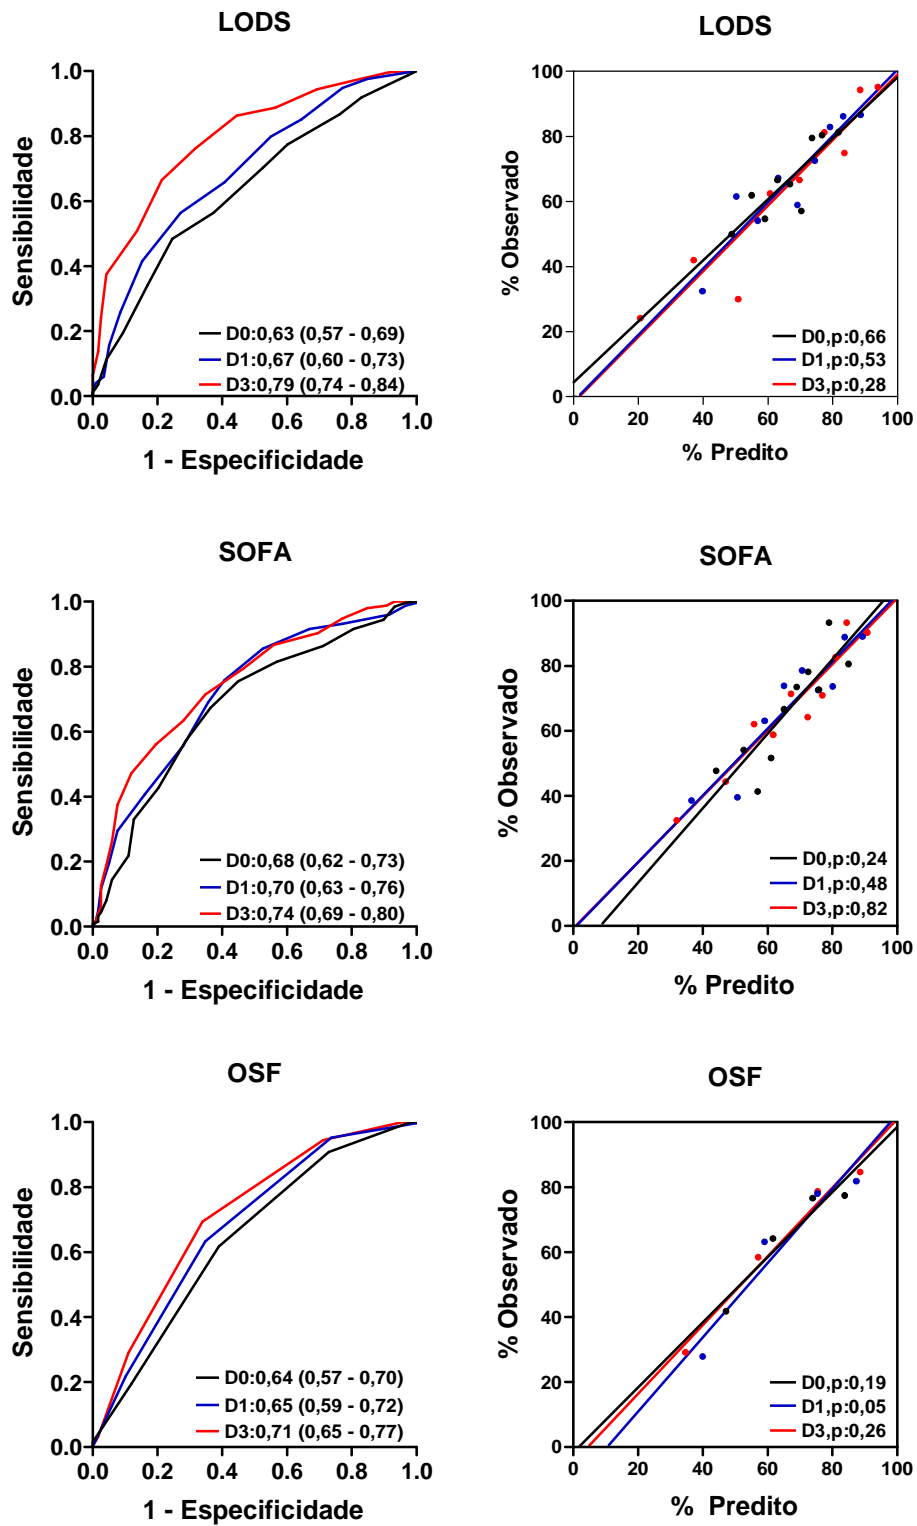 LODS
Sensibilidade
1.0
0.8
0.6
0.4
0.2
0.0
D0:0,63 (0,57 - 0,69)
D1:0,67 (0,60 - 0,73)
D3:0,79 (0,74 - 0,84)
0.0 0.2 0.4 0.6 0.8 1.0
1 - Especificidade
LODS
% Observado
100
80
60
40
20
0
D0,p:0,66
D1,p:0,53
D3,p:0,28
0 20 40 60 80 100
% Predito
SOFA
Sensibilidade
1.0
0.8
0.6
0.4
0.2
0.0
D0:0,68 (0,62 - 0,73)
D1:0,70 (0,63 - 0,76)
D3:0,74 (0,69 - 0,80)
0.0 0.2 0.4 0.6 0.8 1.0
1 - Especificidade
SOFA
% Observado
100
80
60
40
20
0
D0,p:0,24
D1,p:0,48
D3,p:0,82
0 20 40 60 80 100
% Predito
OSF
Sensibilidade
1.0
0.8
0.6
0.4
0.2
0.0
D0:0,64 (0,57 - 0,70)
D1:0,65 (0,59 - 0,72)
D3:0,71 (0,65 - 0,77)
0.0 0.2 0.4 0.6 0.8 1.0
1 - Especificidade
OSF
% Observado
100
80
60
40
20
0
D0,p:0,19
D1,p:0,05
D3,p:0,26
0 20 40 60 80 100
% Predito